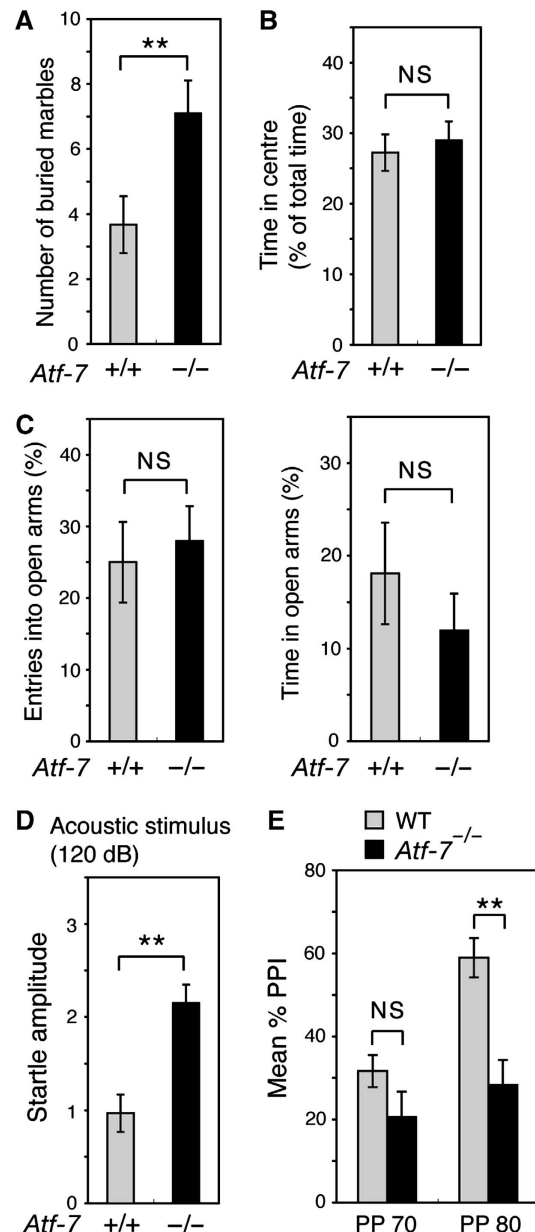 A
Number of buried marbles
10
8
6
4
2
0
**
Atf-7 +/+ −/−
B
Time in centre
(% of total time)
40
30
20
10
0
NS
Atf-7 +/+ −/−
C
Entries into open arms (%)
40
30
20
10
0
NS
Atf-7 +/+ −/−
Time in open arms (%)
30
20
10
0
NS
Atf-7 +/+ −/−
D Acoustic stimulus
(120 dB)
Startle amplitude
3
2
1
0
**
Atf-7 +/+ −/−
E
WT
Atf-7−/−
Mean % PPI
80
60
40
20
0
NS
**
PP 70 PP 80